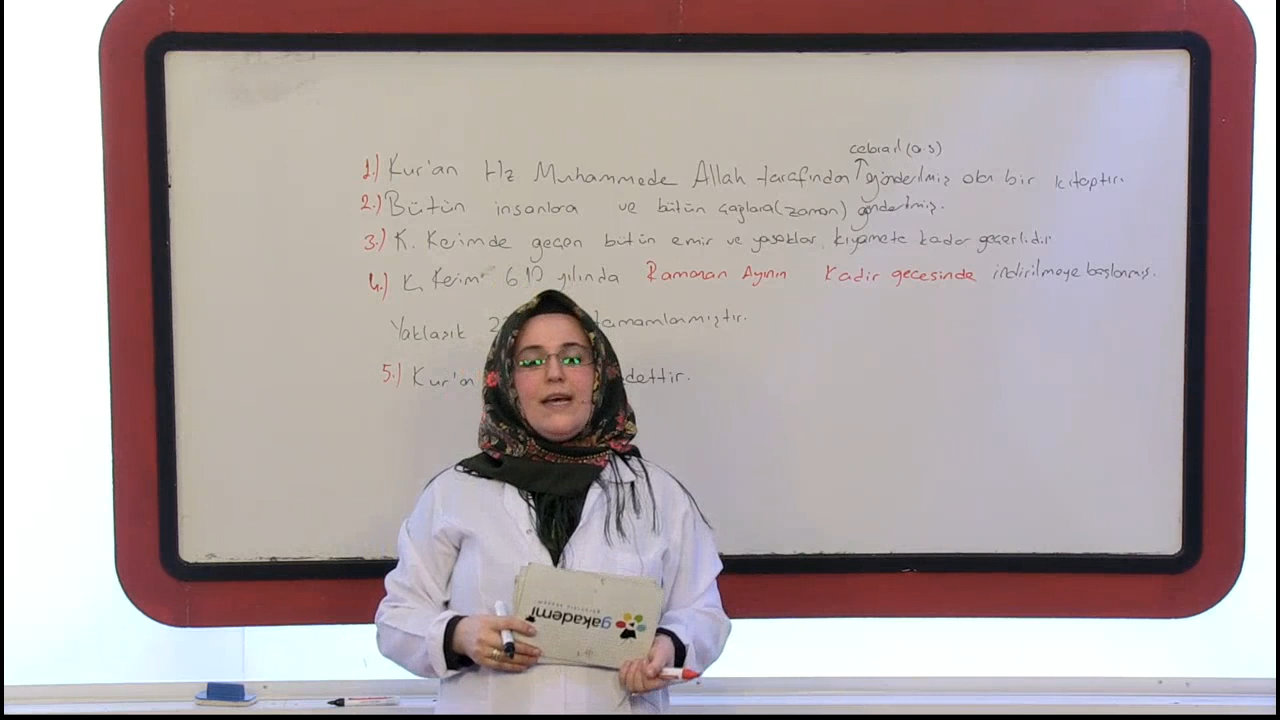 cebrail (a.s)
1.) Kur'an Hz Muhammede Allah tarafından gönderilmiş olan bir kitaptır.
2.) Bütün insanlara ve bütün çağlara (zaman) gönderilmiş.
3.) K. Kerimde geçen bütün emir ve yasaklar, kıyamete kadar geçerlidir
4.) K. Kerim 610 yılında Ramazan Ayının Kadir gecesinde indirilmeye başlanmış.
Yaklaşık 2 tamamlanmıştır.
5.) Kur'an dettir.
gakademi